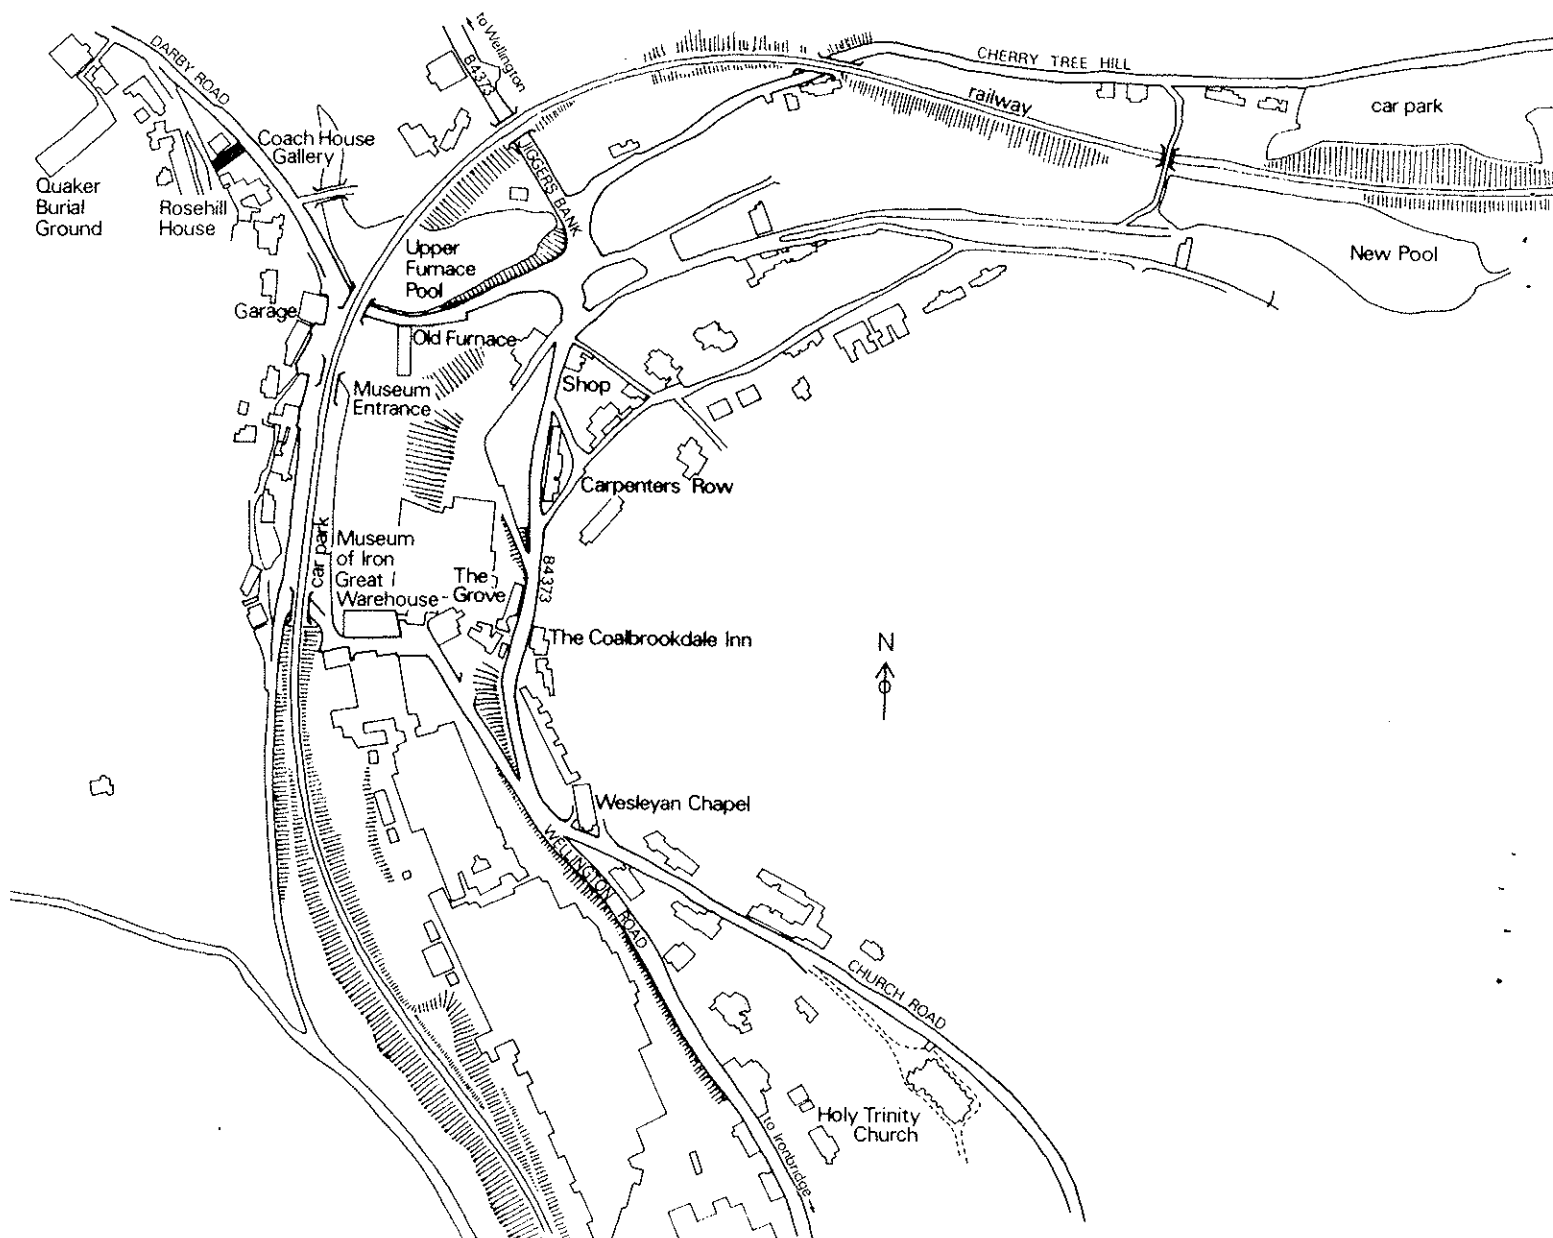 to Wellington
B4373
DARBY ROAD
CHERRY TREE HILL
railway
car park
Coach House
Gallery
JIGGERS BANK
Quaker
Burial
Ground
Rosehill
House
Upper
Furnace
Pool
New Pool
Garage
Old Furnace
Museum
Entrance
Shop
Carpenters' Row
car park
Museum
of Iron
Great
Warehouse
The
Grove
B4373
The Coalbrookdale Inn
N
Wesleyan Chapel
WELLINGTON ROAD
CHURCH ROAD
Holy Trinity
Church
to Ironbridge